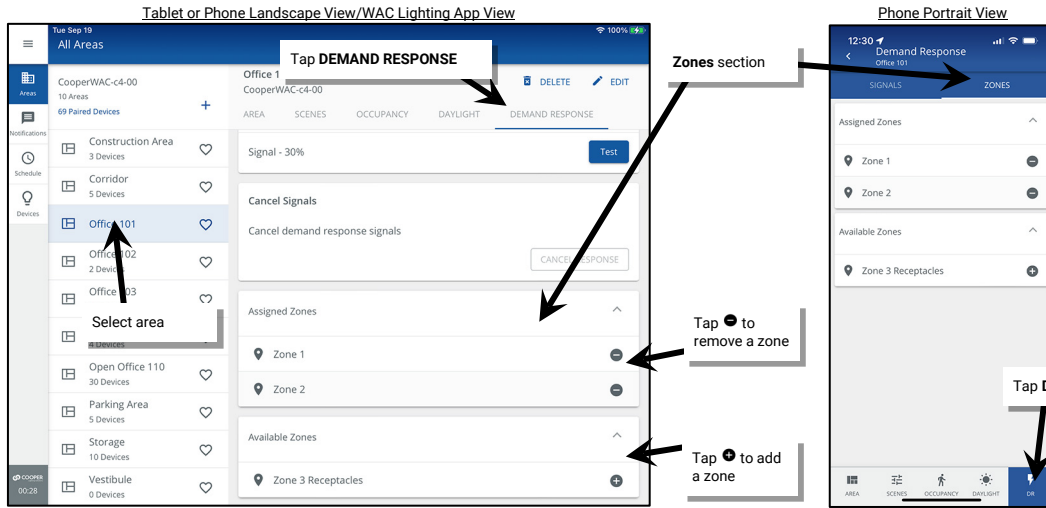 Tablet or Phone Landscape View/WAC Lighting App View
Phone Portrait View
Tue Sep 19
100%
All Areas
Tap DEMAND RESPONSE
Zones section
Areas
Notifications
Schedule
Devices
COOPER
00:28
CooperWAC-c4-00
10 Areas
69 Paired Devices
+
Construction Area
3 Devices
Corridor
5 Devices
Office 101
Office 102
2 Devices
Office
Select area
4 Devices
Open Office 110
30 Devices
Parking Area
5 Devices
Storage
10 Devices
Vestibule
0 Devices
Office 1
CooperWAC-c4-00
DELETE
EDIT
AREA SCENES OCCUPANCY DAYLIGHT DEMAND RESPONSE
Signal - 30%
Test
Cancel Signals
Cancel demand response signals
CANCEL RESPONSE
Assigned Zones
Zone 1
Zone 2
Available Zones
Zone 3 Receptacles
Tap to
remove a zone
Tap to add
a zone
12:30
Demand Response
Office 101
SIGNALS ZONES
Assigned Zones
Zone 1
Zone 2
Available Zones
Zone 3 Receptacles
Tap D
AREA SCENES OCCUPANCY DAYLIGHT DR